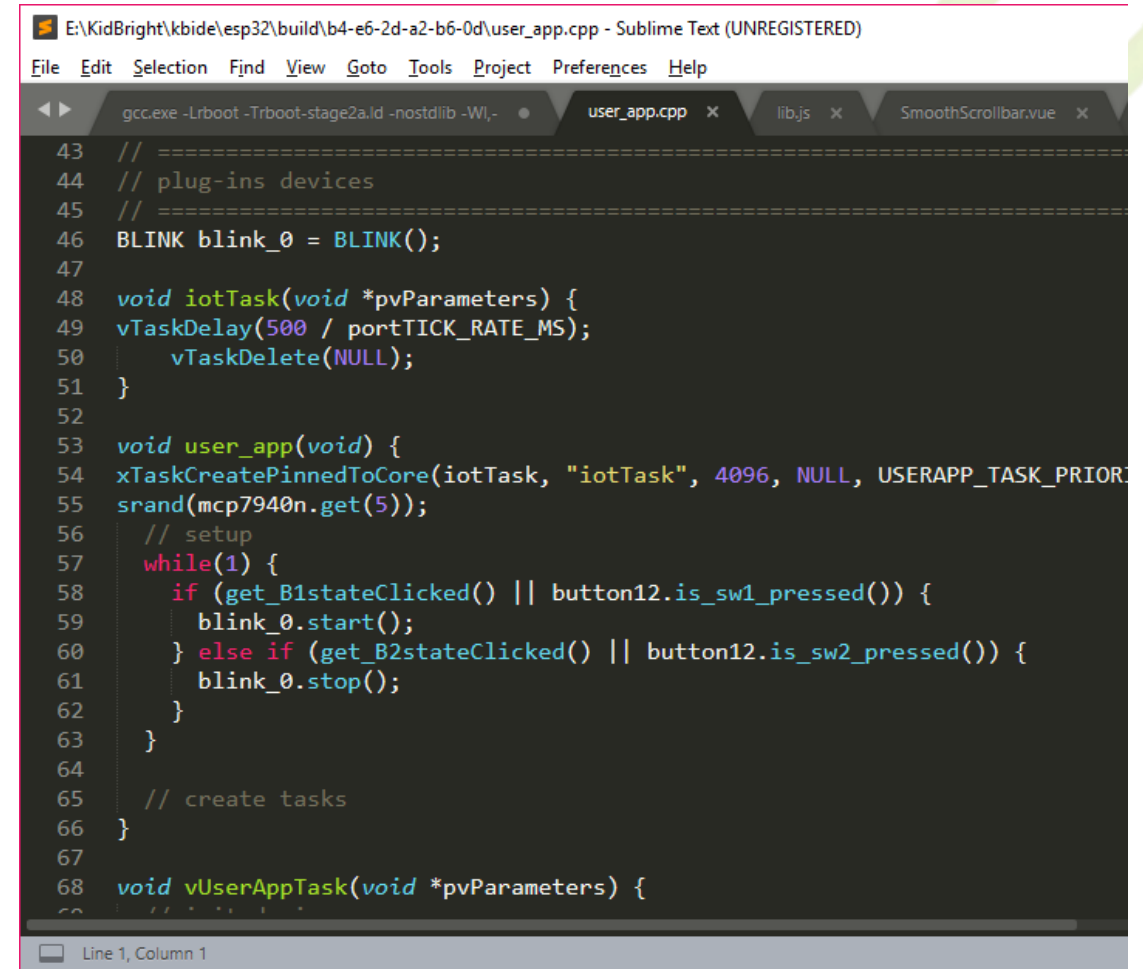 E:\KidBright\kbide\esp32\build\b4-e6-2d-a2-b6-0d\user_app.cpp - Sublime Text (UNREGISTERED)
File Edit Selection Find View Goto Tools Project Preferences Help
gcc.exe -Lrboot -Trboot-stage2a.ld -nostdlib -Wl,- user_app.cpp × lib.js × SmoothScrollbar.vue ×
43 // =========================================================================
44 // plug-ins devices
45 // =========================================================================
46 BLINK blink_0 = BLINK();
47
48 void iotTask(void *pvParameters) {
49 vTaskDelay(500 / portTICK_RATE_MS);
50 vTaskDelete(NULL);
51 }
52
53 void user_app(void) {
54 xTaskCreatePinnedToCore(iotTask, "iotTask", 4096, NULL, USERAPP_TASK_PRIORI
55 srand(mcp7940n.get(5));
56 // setup
57 while(1) {
58 if (get_B1stateClicked() || button12.is_sw1_pressed()) {
59 blink_0.start();
60 } else if (get_B2stateClicked() || button12.is_sw2_pressed()) {
61 blink_0.stop();
62 }
63 }
64
65 // create tasks
66 }
67
68 void vUserAppTask(void *pvParameters) {
Line 1, Column 1